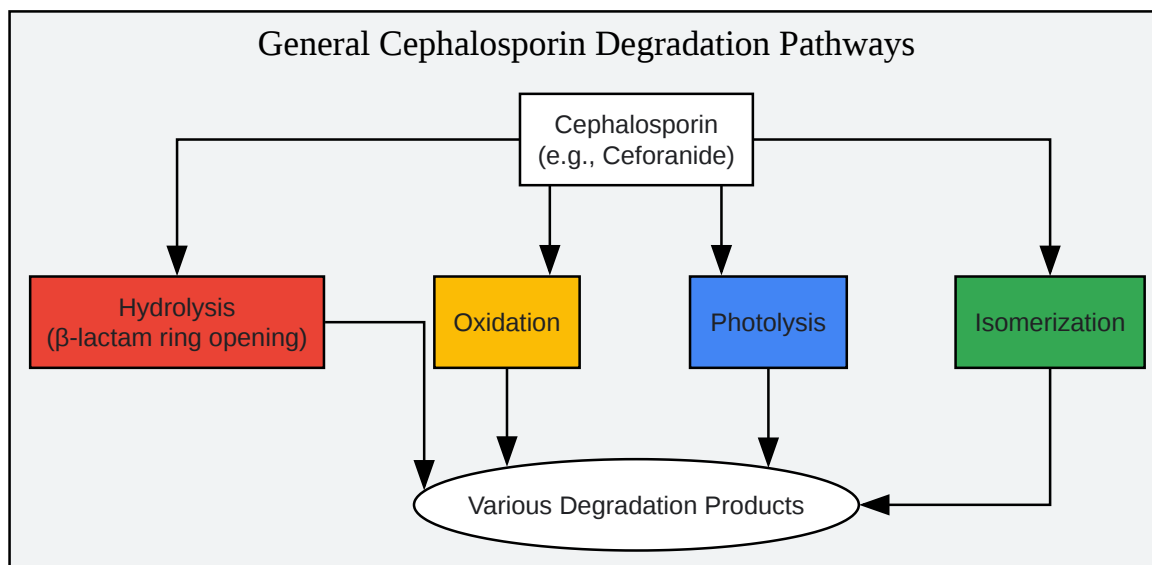 General Cephalosporin Degradation Pathways
Cephalosporin
(e.g., Ceforanide)
Hydrolysis
(β-lactam ring opening)
Oxidation
Photolysis
Isomerization
Various Degradation Products